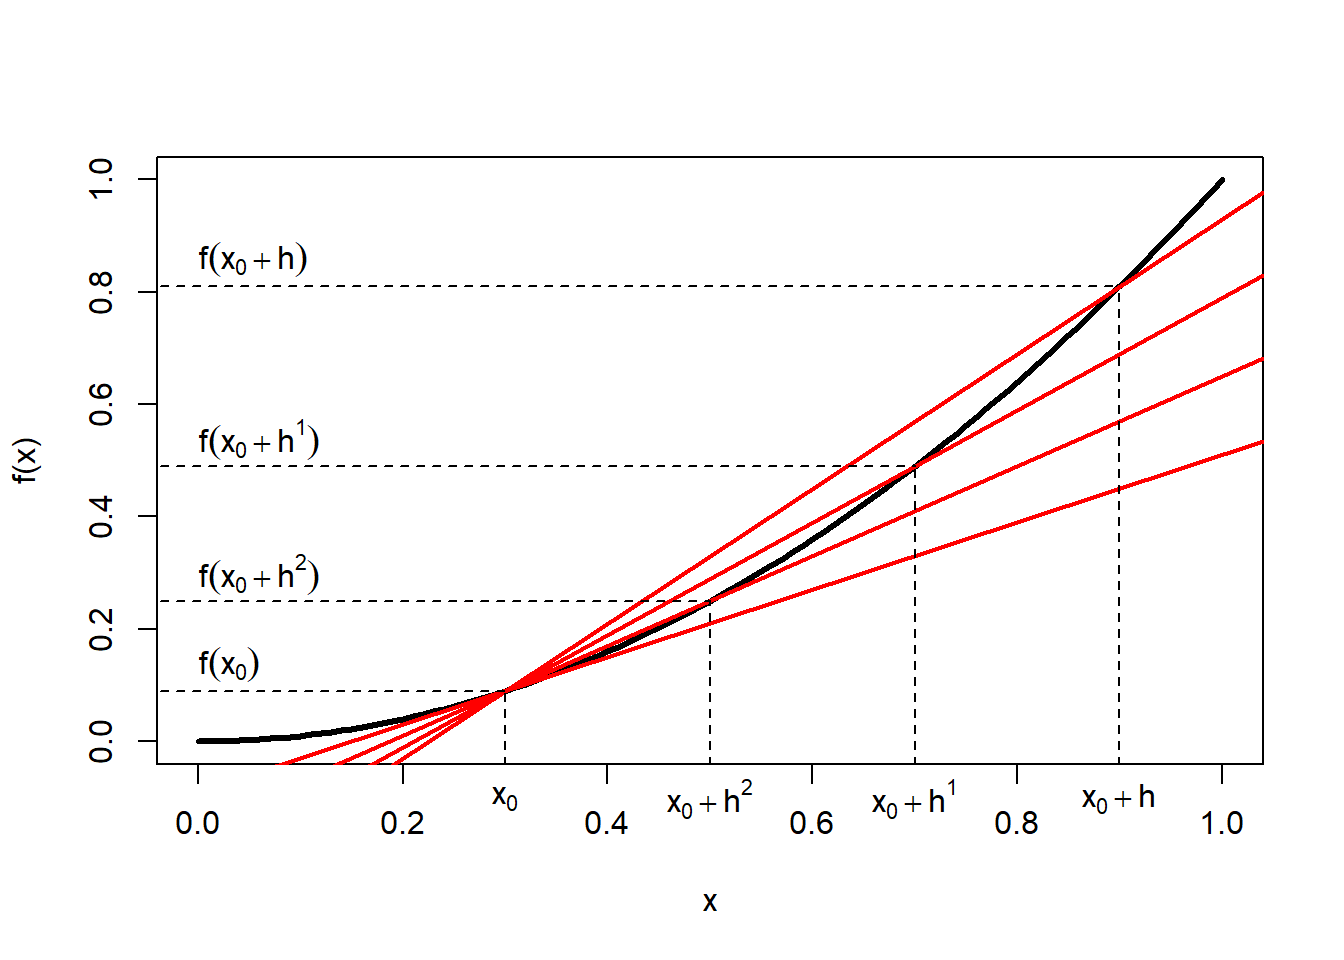 1.0
f(x₀ + h)
0.8
0.6
f(x₀ + h¹)
f(x)
0.4
f(x₀ + h²)
0.2
f(x₀)
0.0
x₀ x₀ + h² x₀ + h¹ x₀ + h
0.0 0.2 0.4 0.6 0.8 1.0
x